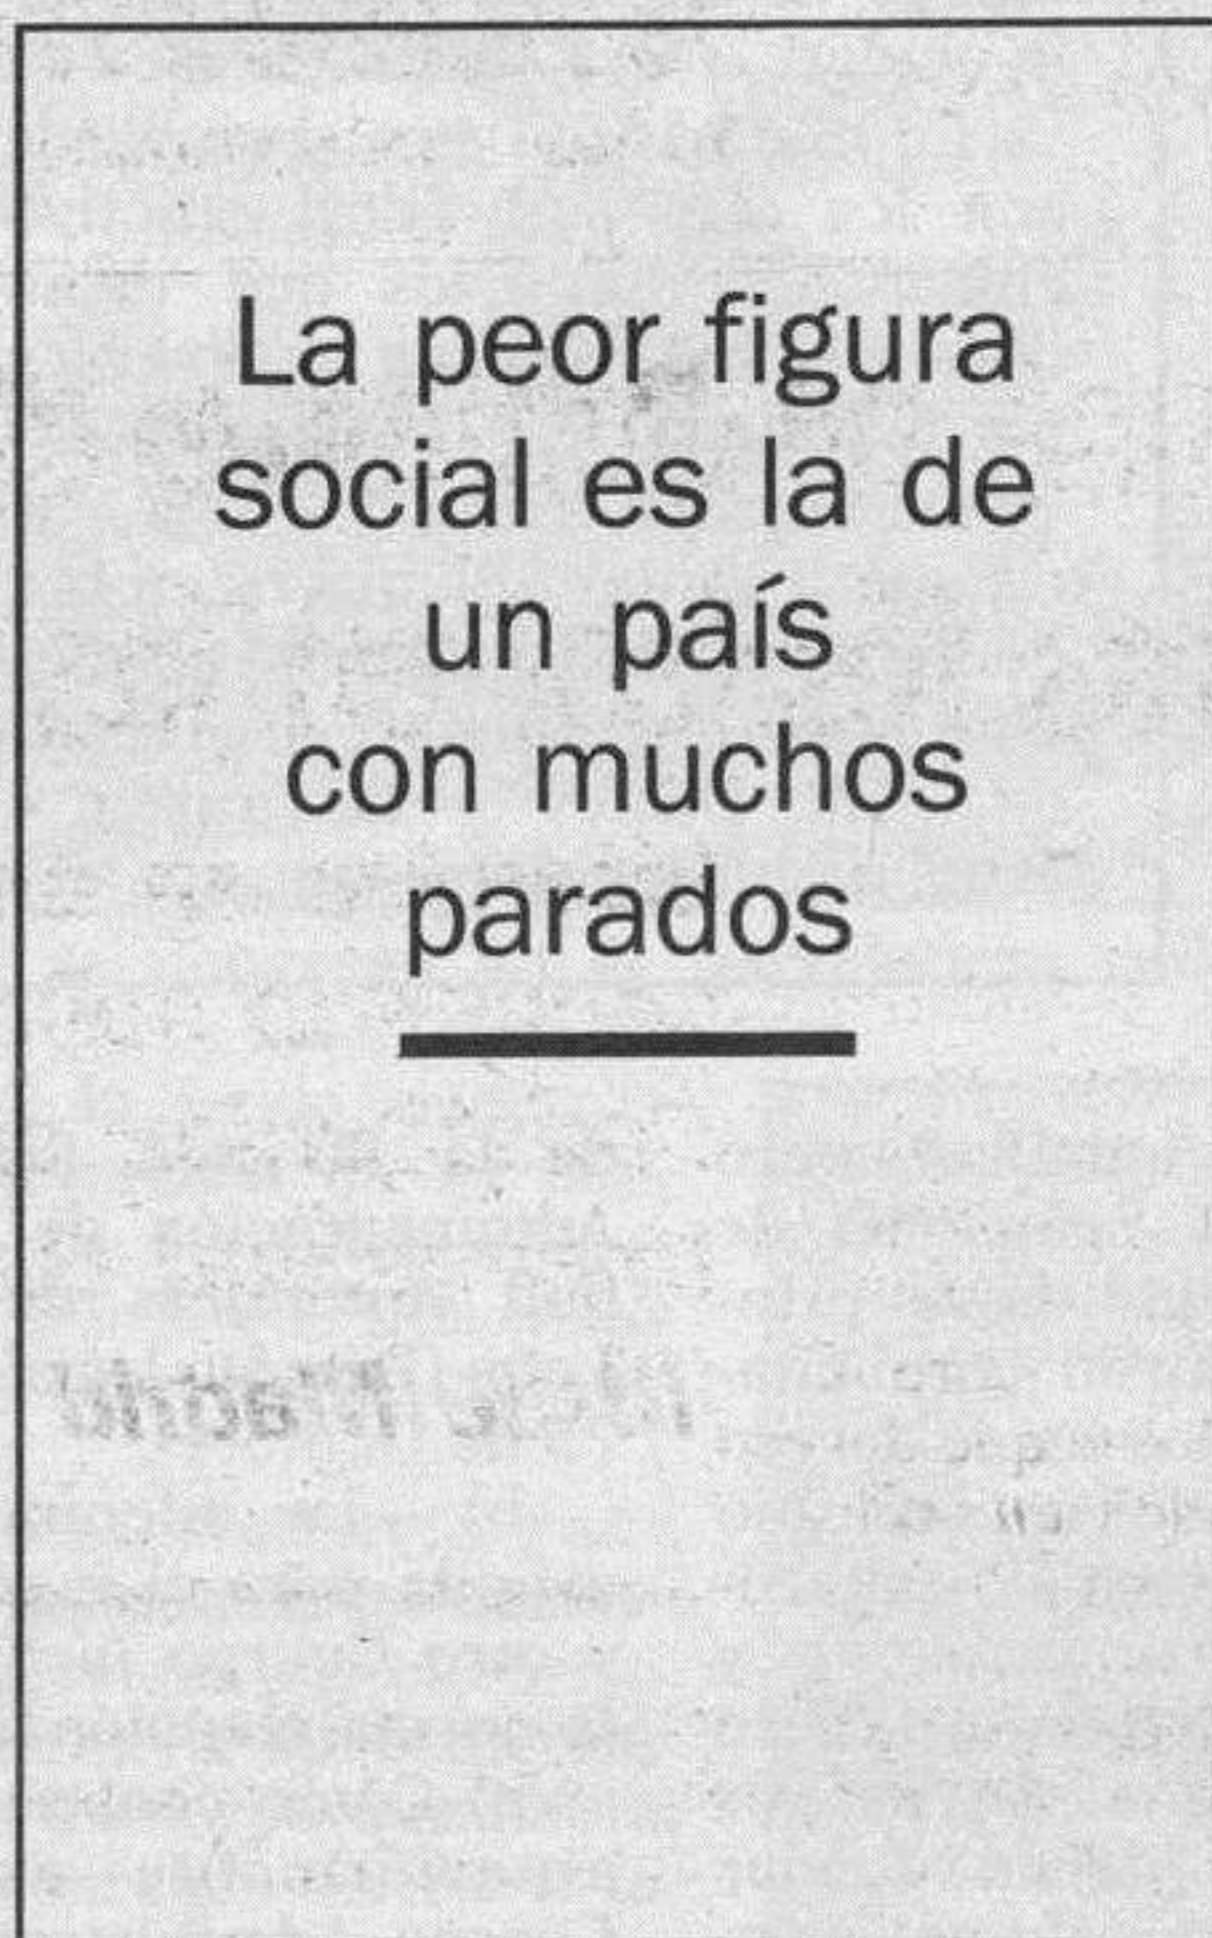 La peor figura
social es la de
un país
con muchos
parados